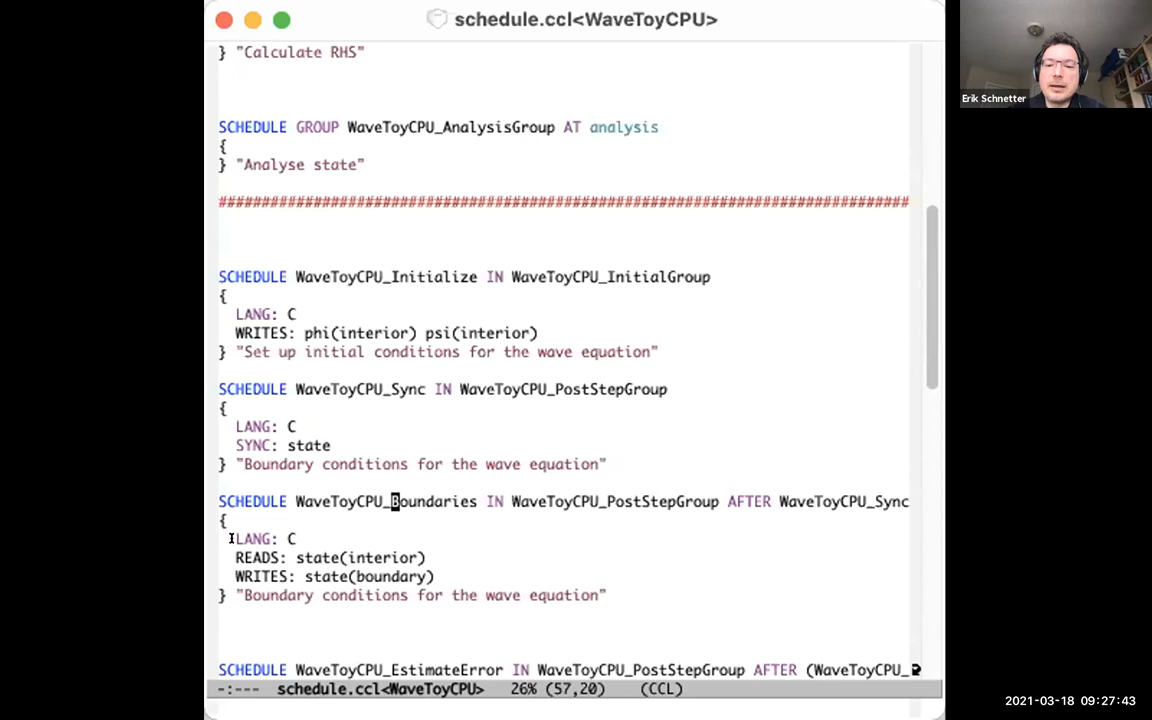 schedule.ccl<WaveToyCPU>
} "Calculate RHS"
SCHEDULE GROUP WaveToyCPU_AnalysisGroup AT analysis
{
} "Analyse state"
################################################################################
SCHEDULE WaveToyCPU_Initialize IN WaveToyCPU_InitialGroup
{
LANG: C
WRITES: phi(interior) psi(interior)
} "Set up initial conditions for the wave equation"
SCHEDULE WaveToyCPU_Sync IN WaveToyCPU_PostStepGroup
{
LANG: C
SYNC: state
} "Boundary conditions for the wave equation"
SCHEDULE WaveToyCPU_Boundaries IN WaveToyCPU_PostStepGroup AFTER WaveToyCPU_Sync
{
LANG: C
READS: state(interior)
WRITES: state(boundary)
} "Boundary conditions for the wave equation"
SCHEDULE WaveToyCPU_EstimateError IN WaveToyCPU_PostStepGroup AFTER (WaveToyCPU_
-:--- schedule.ccl<WaveToyCPU> 26% (57,20) (CCL)
Erik Schnetter
2021-03-18 09:27:43